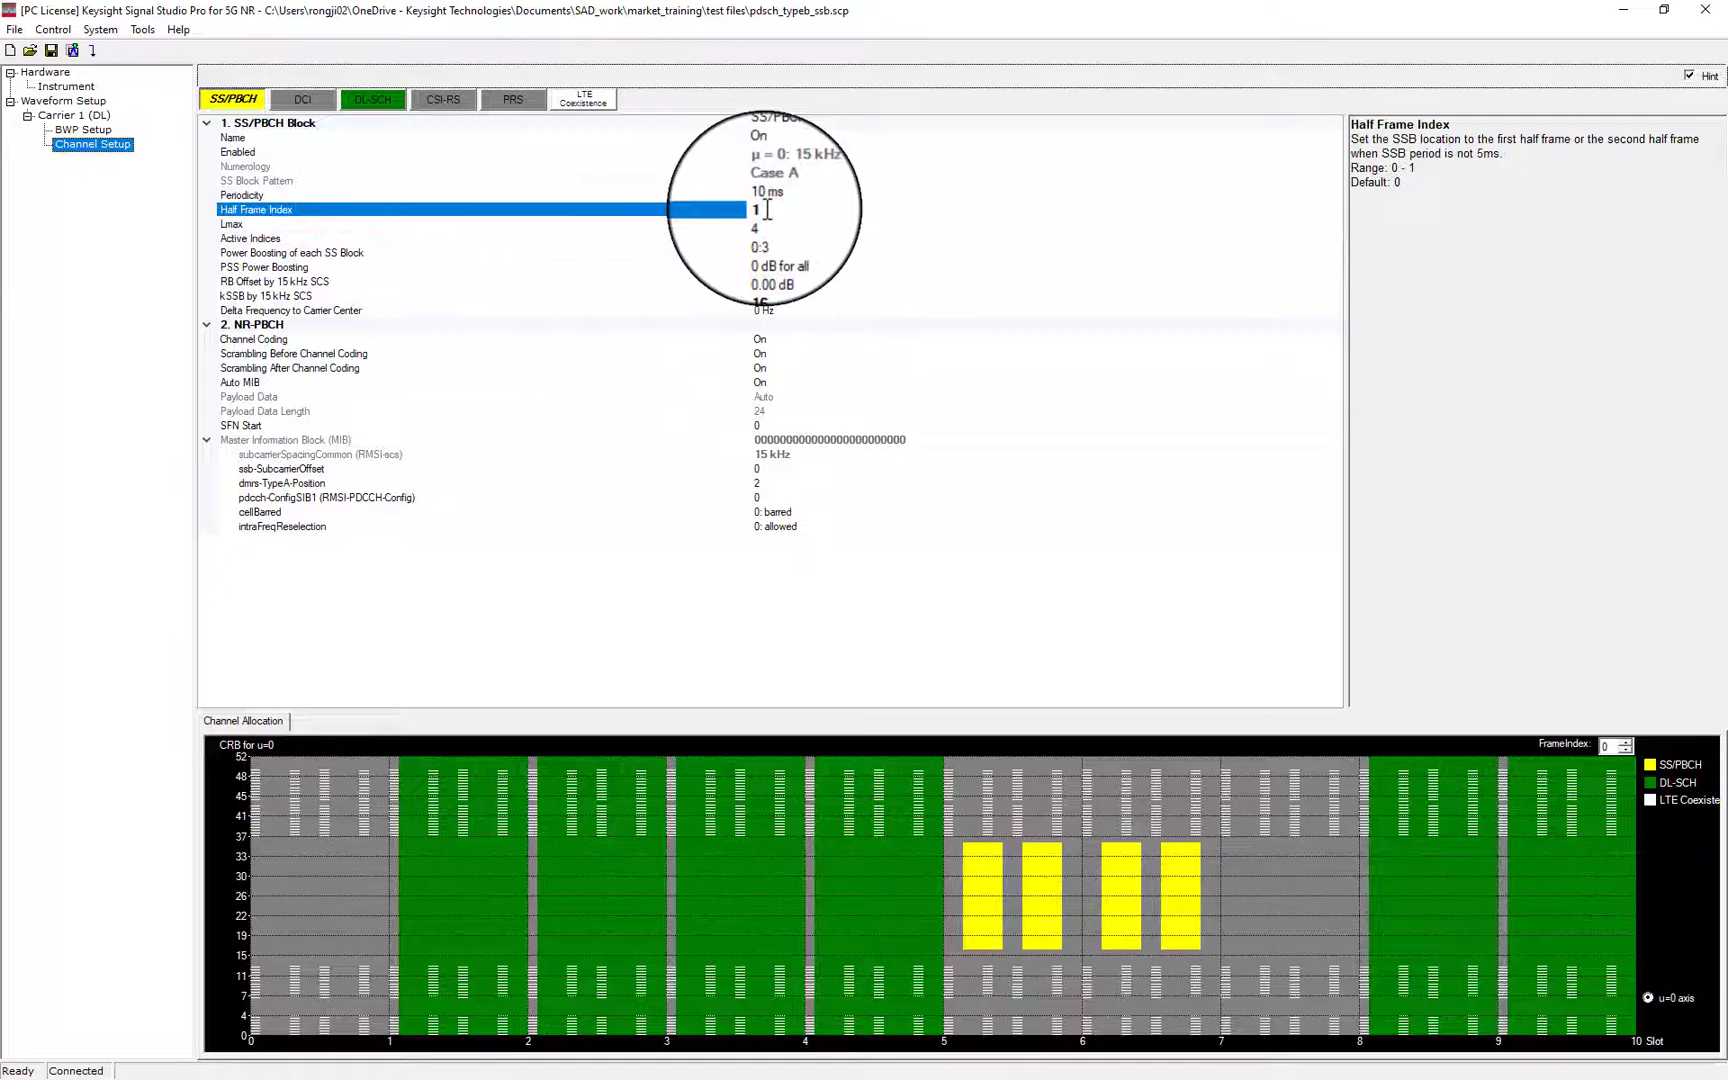 [PC License] Keysight Signal Studio Pro for 5G NR - C:\Users\rongji02\OneDrive - Keysight Technologies\Documents\SAD_work\market_training\test files\pdsch_typeb_ssb.scp
File Control System Tools Help
Hardware
Instrument
Waveform Setup
Carrier 1 (DL)
BWP Setup
Channel Setup
Hint
SS/PBCH DCI DL-SCH CSI-RS PRS LTE Coexistence
1. SS/PBCH Block
Name
Enabled On
Numerology μ = 0: 15 kHz
SS Block Pattern Case A
Periodicity 10 ms
Half Frame Index 1
Lmax 4
Active Indices 0:3
Power Boosting of each SS Block 0 dB for all
PSS Power Boosting 0.00 dB
RB Offset by 15 kHz SCS 16
kSSB by 15 kHz SCS
Delta Frequency to Carrier Center 0 Hz
2. NR-PBCH
Channel Coding On
Scrambling Before Channel Coding On
Scrambling After Channel Coding On
Auto MIB On
Payload Data Auto
Payload Data Length 24
SFN Start 0
Master Information Block (MIB) 000000000000000000000000
subcarrierSpacingCommon (RMSI-scs) 15 kHz
ssb-SubcarrierOffset 0
dmrs-TypeA-Position 2
pdcch-ConfigSIB1 (RMSI-PDCCH-Config) 0
cellBarred 0: barred
intraFreqReselection 0: allowed
Half Frame Index
Set the SSB location to the first half frame or the second half frame
when SSB period is not 5ms.
Range: 0 - 1
Default: 0
Channel Allocation
CRB for u=0
FrameIndex: 0
52
48
45
41
37
33
30
26
22
19
15
11
7
4
0
0 1 2 3 4 5 6 7 8 9 10 Slot
SS/PBCH
DL-SCH
LTE Coexiste
u=0 axis
Ready Connected